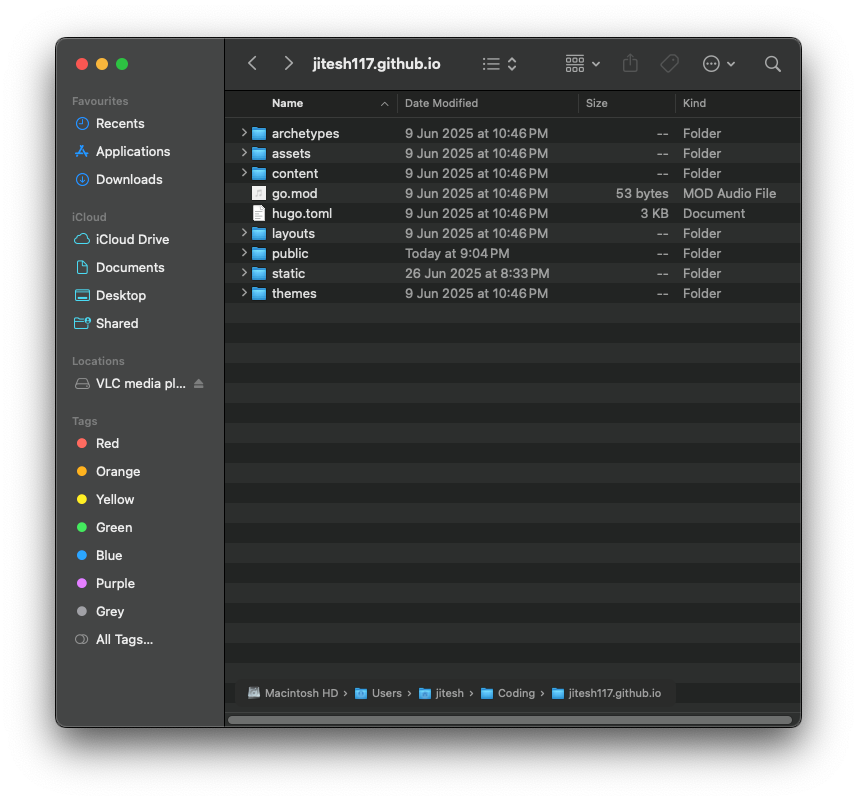 jitesh117.github.io
Favourites
Recents
Applications
Downloads
iCloud
iCloud Drive
Documents
Desktop
Shared
Locations
VLC media pl...
Tags
Red
Orange
Yellow
Green
Blue
Purple
Grey
All Tags...
Name Date Modified Size Kind
archetypes 9 Jun 2025 at 10:46 PM -- Folder
assets 9 Jun 2025 at 10:46 PM -- Folder
content 9 Jun 2025 at 10:46 PM -- Folder
go.mod 9 Jun 2025 at 10:46 PM 53 bytes MOD Audio File
hugo.toml 9 Jun 2025 at 10:46 PM 3 KB Document
layouts 9 Jun 2025 at 10:46 PM -- Folder
public Today at 9:04 PM -- Folder
static 26 Jun 2025 at 8:33 PM -- Folder
themes 9 Jun 2025 at 10:46 PM -- Folder
Macintosh HD › Users › jitesh › Coding › jitesh117.github.io